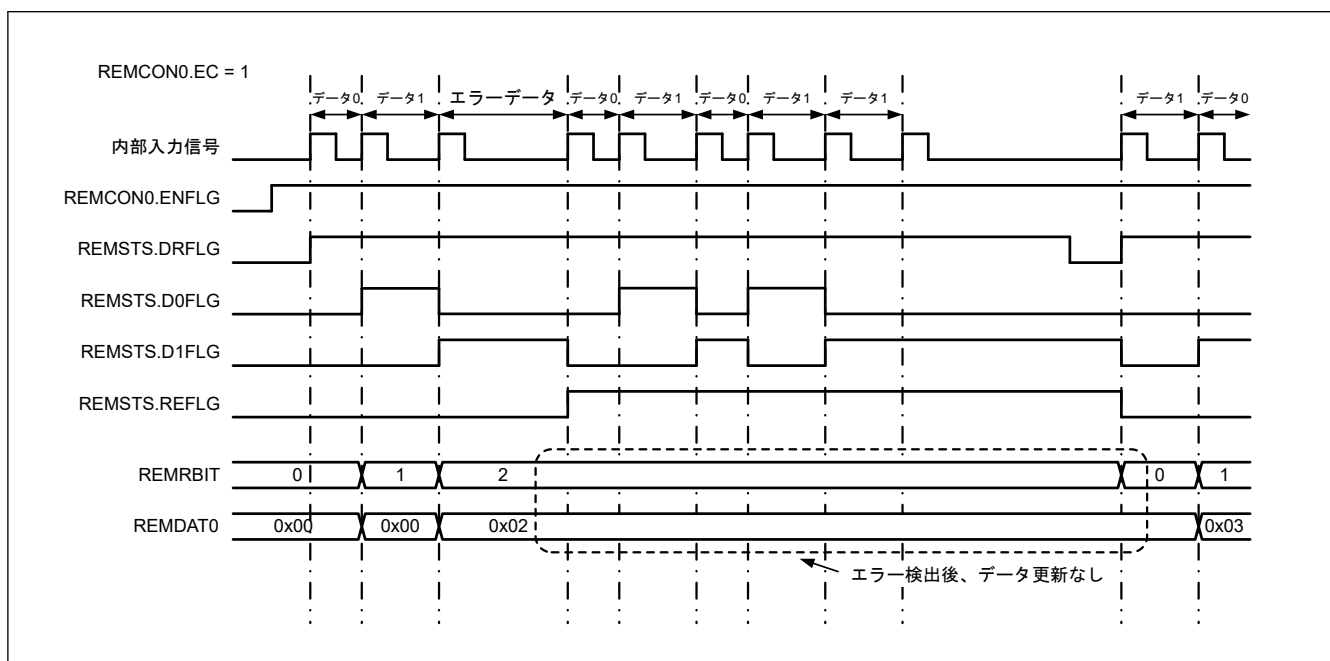 REMCON0.EC = 1
データ0 データ1 エラーデータ データ0 データ1 データ0 データ1 データ1 データ1 データ0
内部入力信号
REMCON0.ENFLG
REMSTS.DRFLG
REMSTS.D0FLG
REMSTS.D1FLG
REMSTS.REFLG
REMRBIT 0 1 2 0 1
REMDAT0 0x00 0x00 0x02 0x03
エラー検出後、データ更新なし